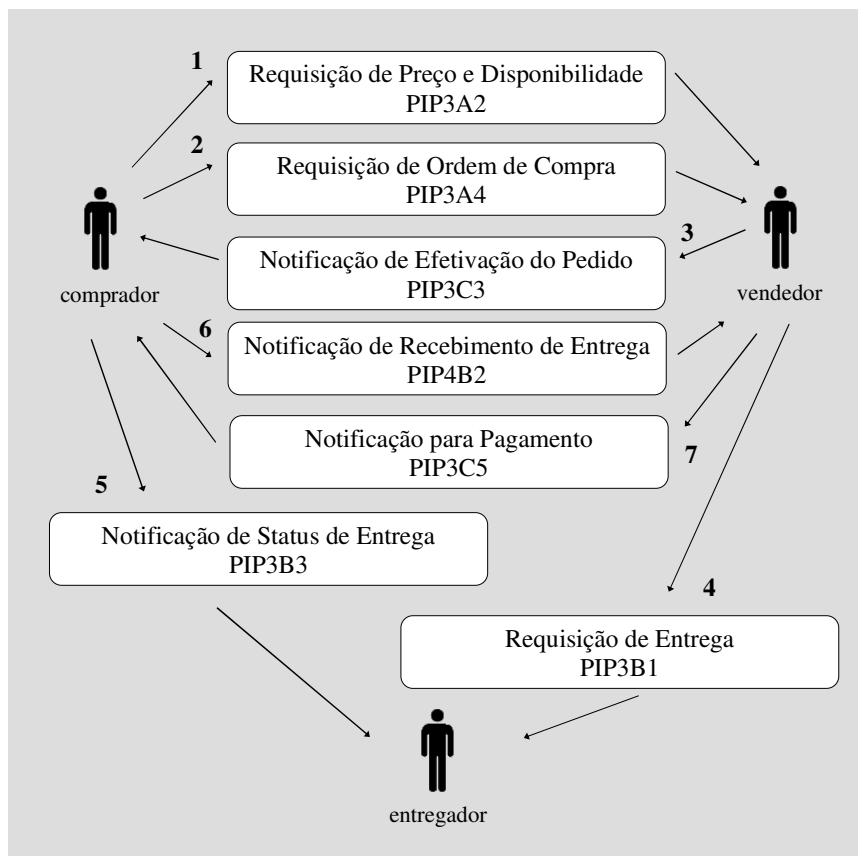 1
Requisição de Preço e Disponibilidade
PIP3A2
2
Requisição de Ordem de Compra
PIP3A4
3
Notificação de Efetivação do Pedido
PIP3C3
comprador
vendedor
6
Notificação de Recebimento de Entrega
PIP4B2
Notificação para Pagamento
PIP3C5
7
5
Notificação de Status de Entrega
PIP3B3
4
Requisição de Entrega
PIP3B1
entregador